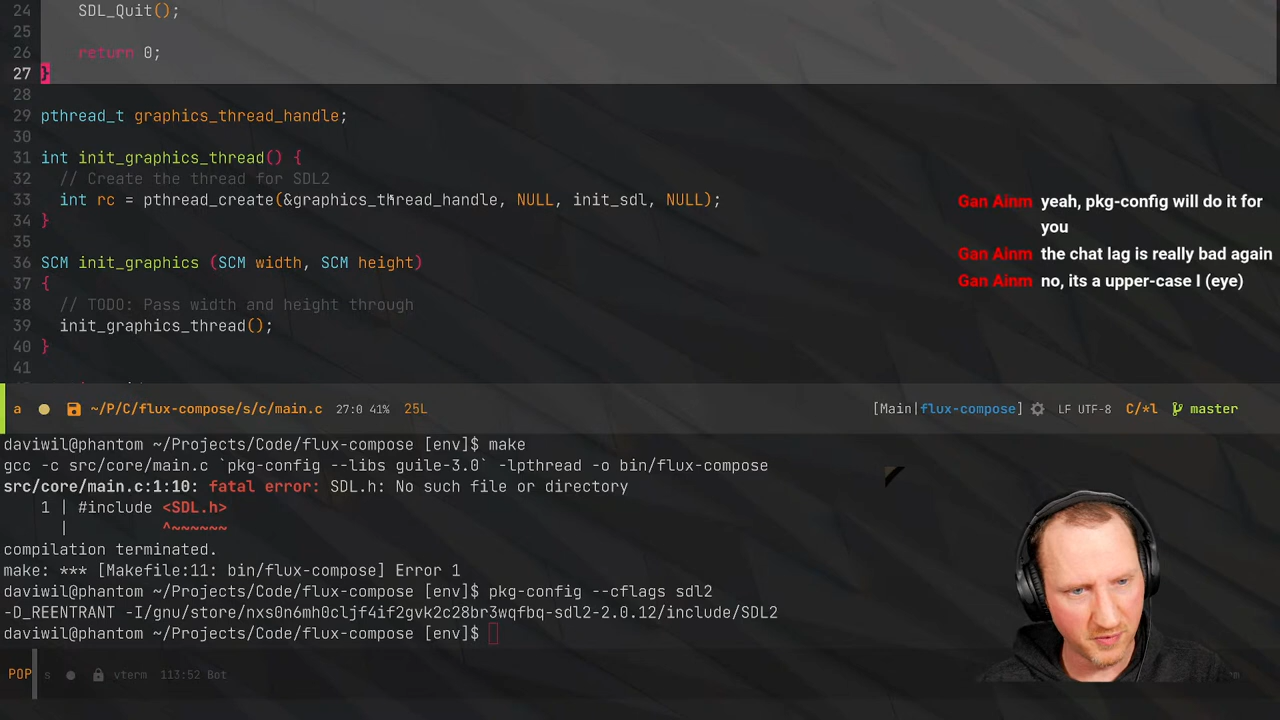 24     SDL_Quit();
25
26     return 0;
27 }
28
29 pthread_t graphics_thread_handle;
30
31 int init_graphics_thread() {
32   // Create the thread for SDL2
33   int rc = pthread_create(&graphics_thread_handle, NULL, init_sdl, NULL);
34 }
35
36 SCM init_graphics (SCM width, SCM height)
37 {
38   // TODO: Pass width and height through
39   init_graphics_thread();
40 }
41
Gan Ainm yeah, pkg-config will do it for
you
Gan Ainm the chat lag is really bad again
Gan Ainm no, its a upper-case I (eye)
a ~/P/C/flux-compose/s/c/main.c 27:0 41% 25L [Main|flux-compose] LF UTF-8 C/*l master
daviwil@phantom ~/Projects/Code/flux-compose [env]$ make
gcc -c src/core/main.c `pkg-config --libs guile-3.0` -lpthread -o bin/flux-compose
src/core/main.c:1:10: fatal error: SDL.h: No such file or directory
    1 | #include <SDL.h>
      |          ^~~~~~~
compilation terminated.
make: *** [Makefile:11: bin/flux-compose] Error 1
daviwil@phantom ~/Projects/Code/flux-compose [env]$ pkg-config --cflags sdl2
-D_REENTRANT -I/gnu/store/nxs0n6mh0cljf4if2gvk2c28br3wqfbq-sdl2-2.0.12/include/SDL2
daviwil@phantom ~/Projects/Code/flux-compose [env]$
POP s vterm 113:52 Bot